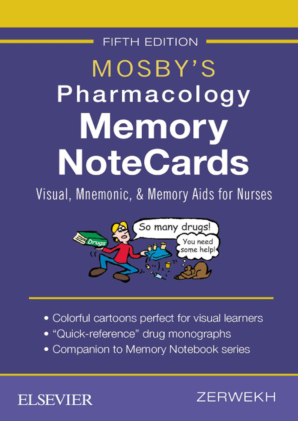 FIFTH EDITION
MOSBY'S
Pharmacology
Memory
NoteCards
Visual, Mnemonic, & Memory Aids for Nurses
So many drugs!
You need
some help!
Drugs
• Colorful cartoons perfect for visual learners
• "Quick-reference" drug monographs
• Companion to Memory Notebook series
ELSEVIER
ZERWEKH